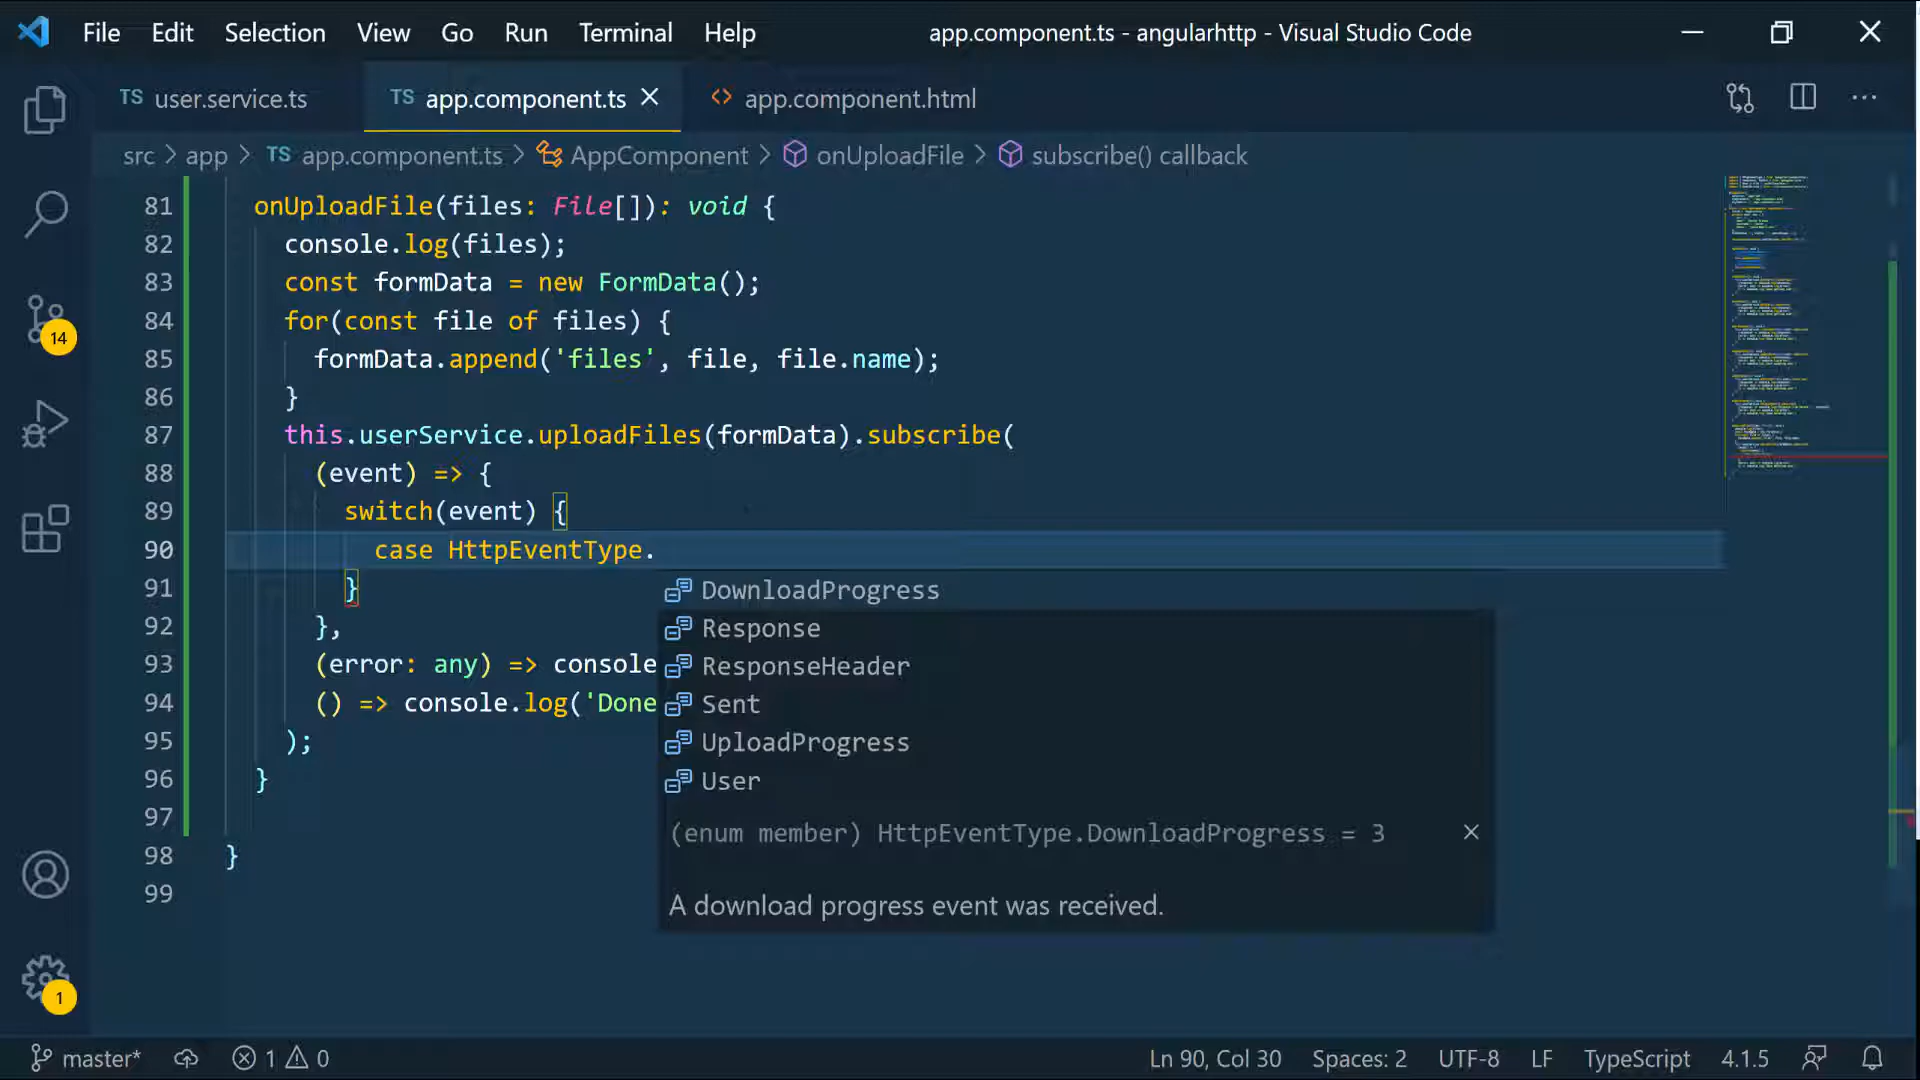 File Edit Selection View Go Run Terminal Help
app.component.ts - angularhttp - Visual Studio Code
TS user.service.ts
TS app.component.ts
<> app.component.html
src > app > TS app.component.ts > AppComponent > onUploadFile > subscribe() callback
81 onUploadFile(files: File[]): void {
82 console.log(files);
83 const formData = new FormData();
84 for(const file of files) {
85 formData.append('files', file, file.name);
86 }
87 this.userService.uploadFiles(formData).subscribe(
88 (event) => {
89 switch(event) {
90 case HttpEventType.
91 }
92 },
93 (error: any) => console
94 () => console.log('Done
95 );
96 }
97
98 }
99
DownloadProgress
Response
ResponseHeader
Sent
UploadProgress
User
(enum member) HttpEventType.DownloadProgress = 3
A download progress event was received.
14
1
master* 1 0
Ln 90, Col 30 Spaces: 2 UTF-8 LF TypeScript 4.1.5